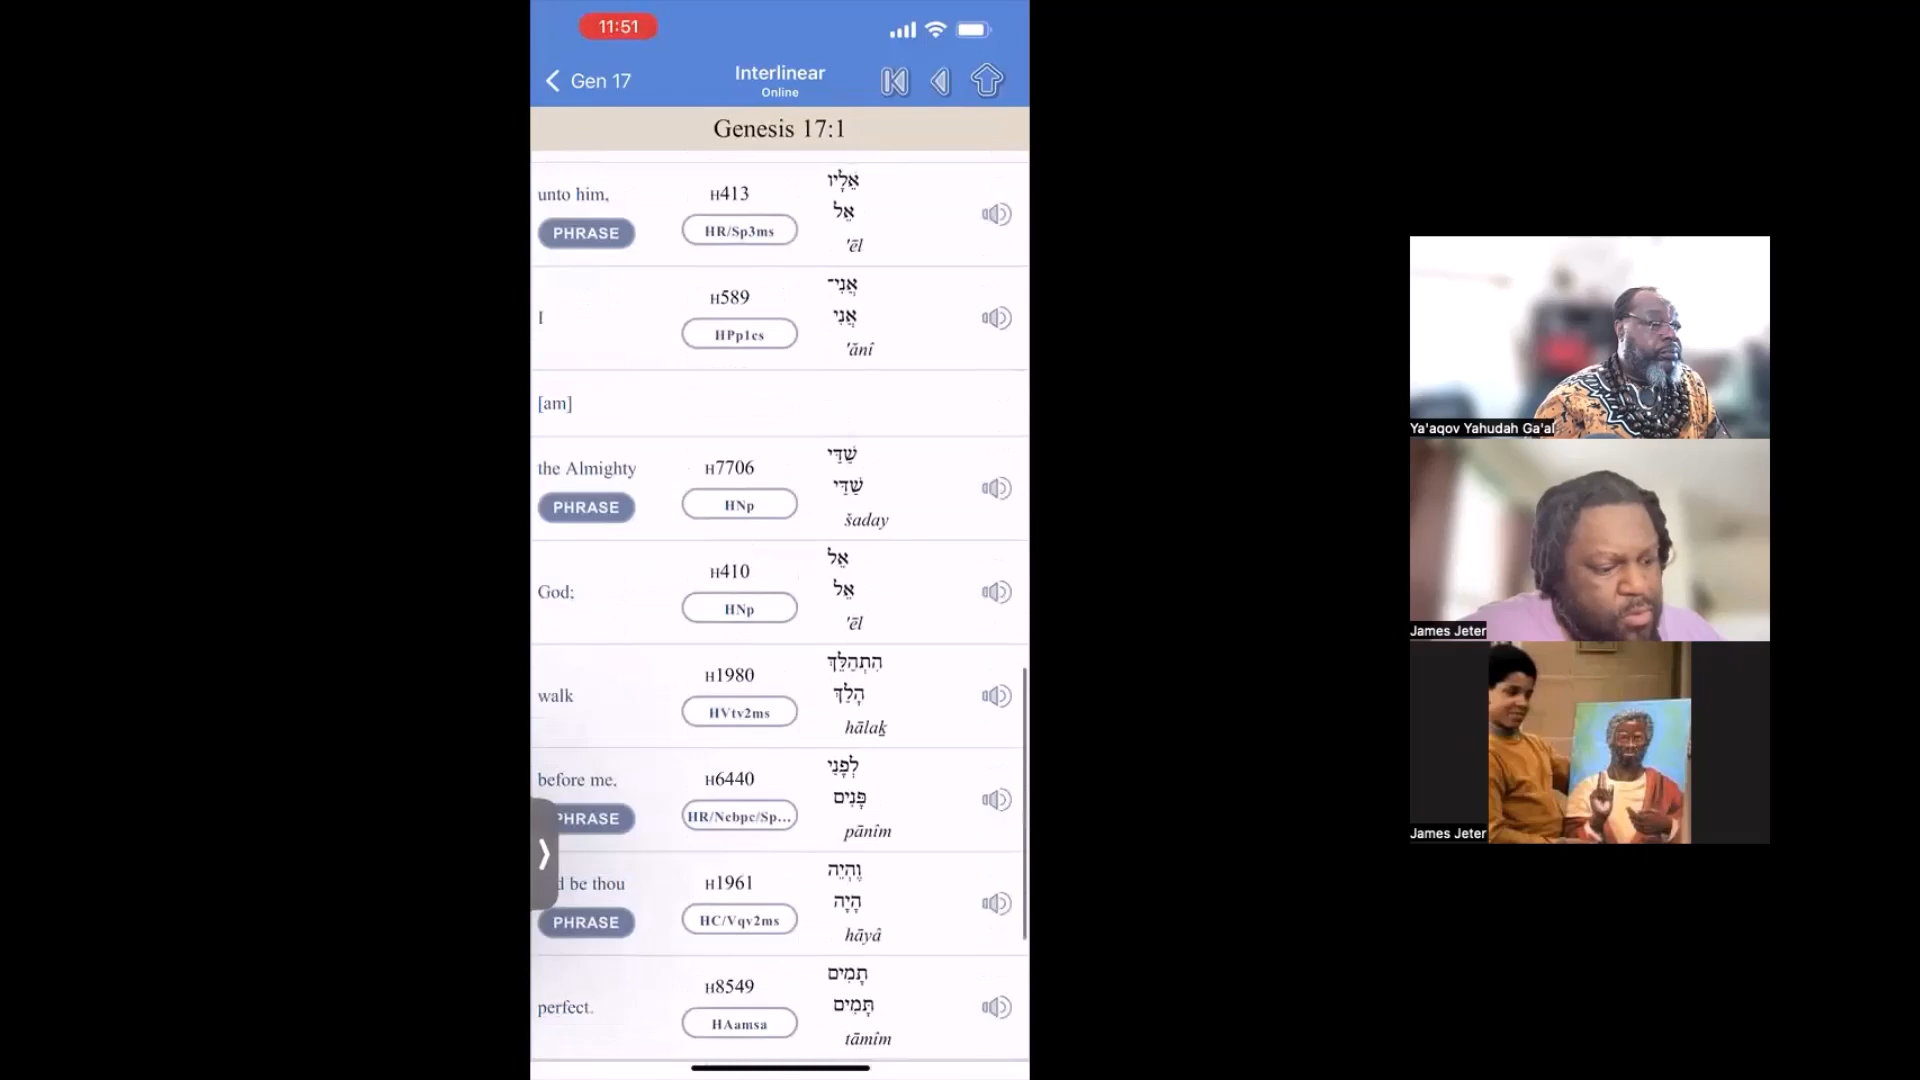 11:51
Gen 17
Interlinear
Online
Genesis 17:1
unto him,
PHRASE
H413
HR/Sp3ms
אֵלָיו
אֵל
'ēl
I
H589
HPp1cs
אֲנִי־
אֲנִי
'ănî
[am]
the Almighty
PHRASE
H7706
HNp
שַׁדַּי
שַׁדַּי
šaday
God;
H410
HNp
אֵל
אֵל
'ēl
walk
H1980
HVtv2ms
הִתְהַלֵּךְ
הָלַךְ
hālaḵ
before me,
PHRASE
H6440
HR/Ncbpc/Sp...
לְפָנַי
פָּנִים
pānîm
d be thou
PHRASE
H1961
HC/Vqv2ms
וֶהְיֵה
הָיָה
hāyâ
perfect.
H8549
HAamsa
תָמִים
תָּמִים
tāmîm
Ya'aqov Yahudah Ga'al
James Jeter
James Jeter